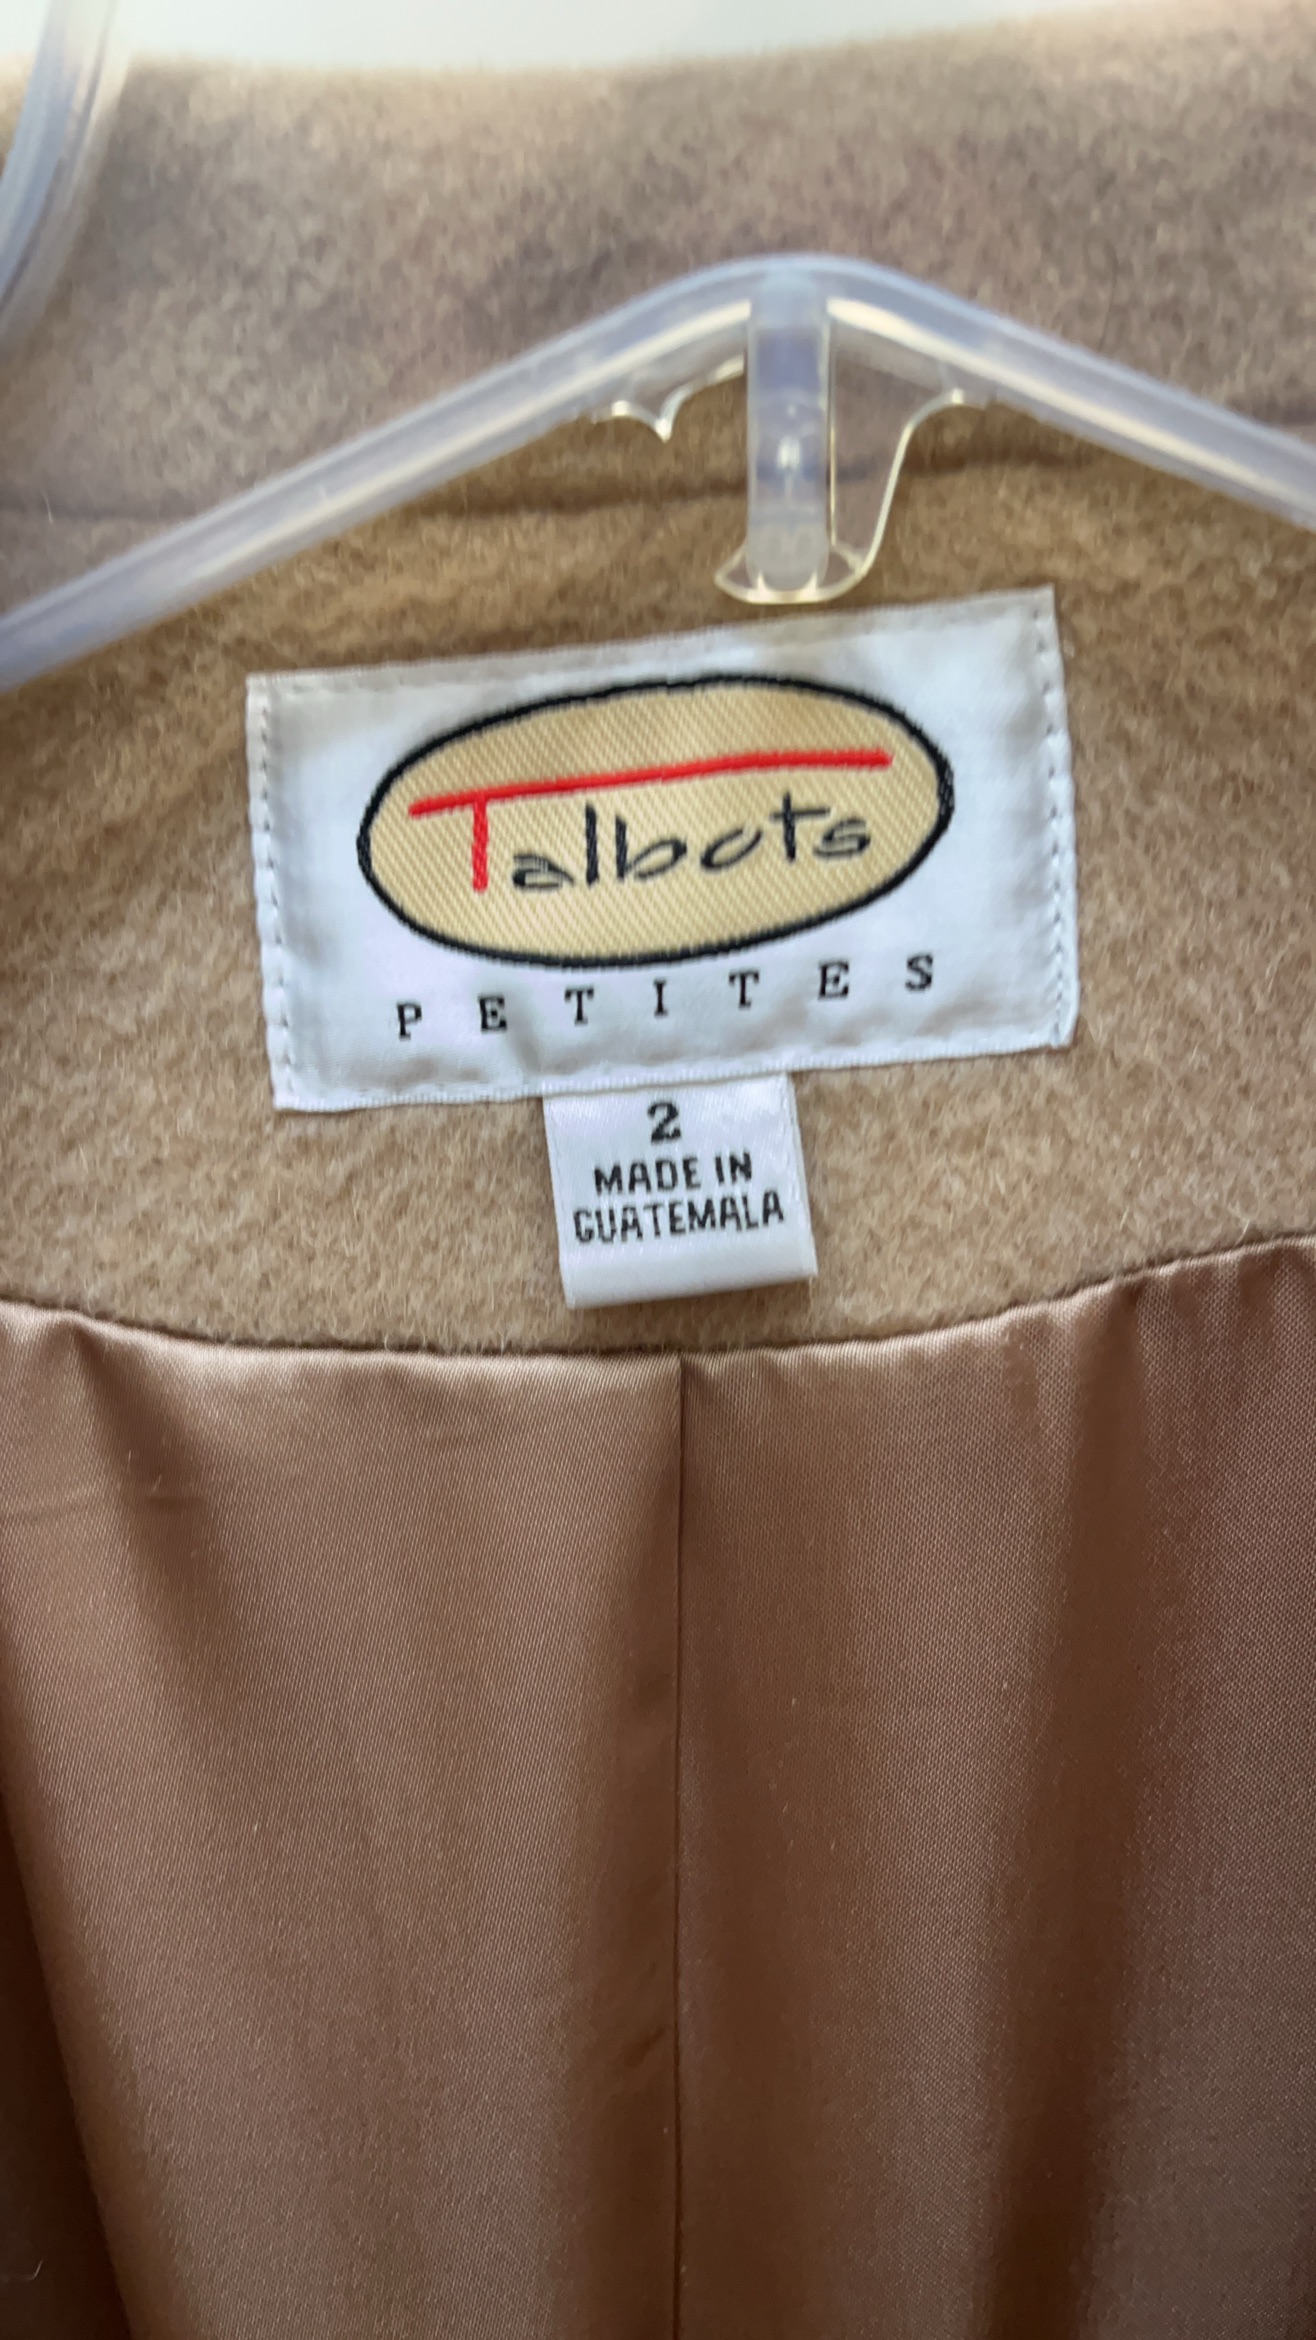 Talbots
PETITES
2
MADE IN
GUATEMALA